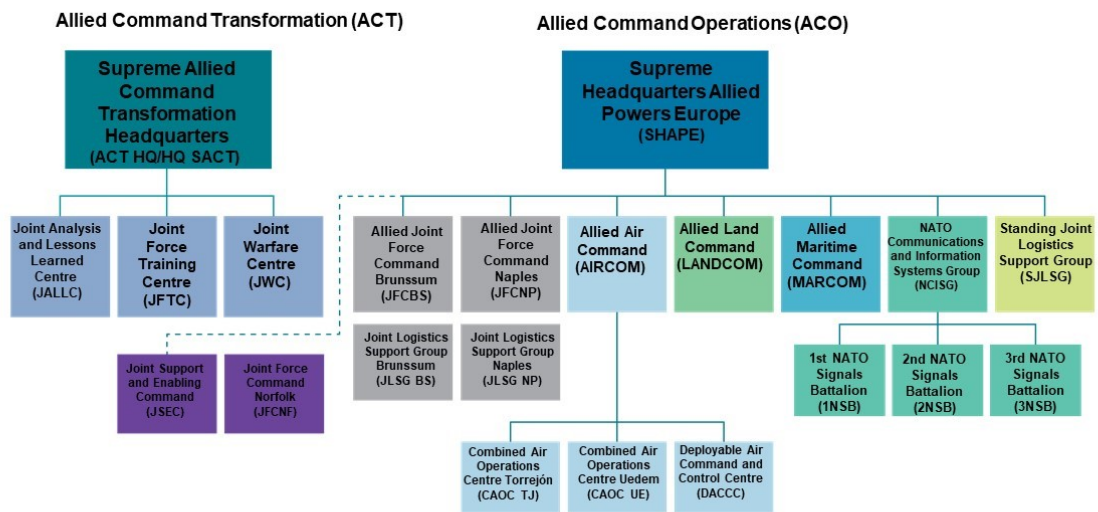 Allied Command Transformation (ACT)
Allied Command Operations (ACO)
Supreme Allied
Command
Transformation
Headquarters
(ACT HQ/HQ SACT)
Supreme
Headquarters Allied
Powers Europe
(SHAPE)
Joint Analysis
and Lessons
Learned
Centre
(JALLC)
Joint
Force
Training
Centre
(JFTC)
Joint
Warfare
Centre
(JWC)
Allied Joint
Force
Command
Brunssum
(JFCBS)
Allied Joint
Force
Command
Naples
(JFCNP)
Allied Air
Command
(AIRCOM)
Allied Land
Command
(LANDCOM)
Allied
Maritime
Command
(MARCOM)
NATO
Communications
and Information
Systems Group
(NCISG)
Standing Joint
Logistics
Support Group
(SJLSG)
Joint Support
and Enabling
Command
(JSEC)
Joint Force
Command
Norfolk
(JFCNF)
Joint Logistics
Support Group
Brunssum
(JLSG BS)
Joint Logistics
Support Group
Naples
(JLSG NP)
1st NATO
Signals
Battalion
(1NSB)
2nd NATO
Signals
Battalion
(2NSB)
3rd NATO
Signals
Battalion
(3NSB)
Combined Air
Operations
Centre Torrejón
(CAOC TJ)
Combined Air
Operations
Centre Uedem
(CAOC UE)
Deployable Air
Command and
Control Centre
(DACCC)